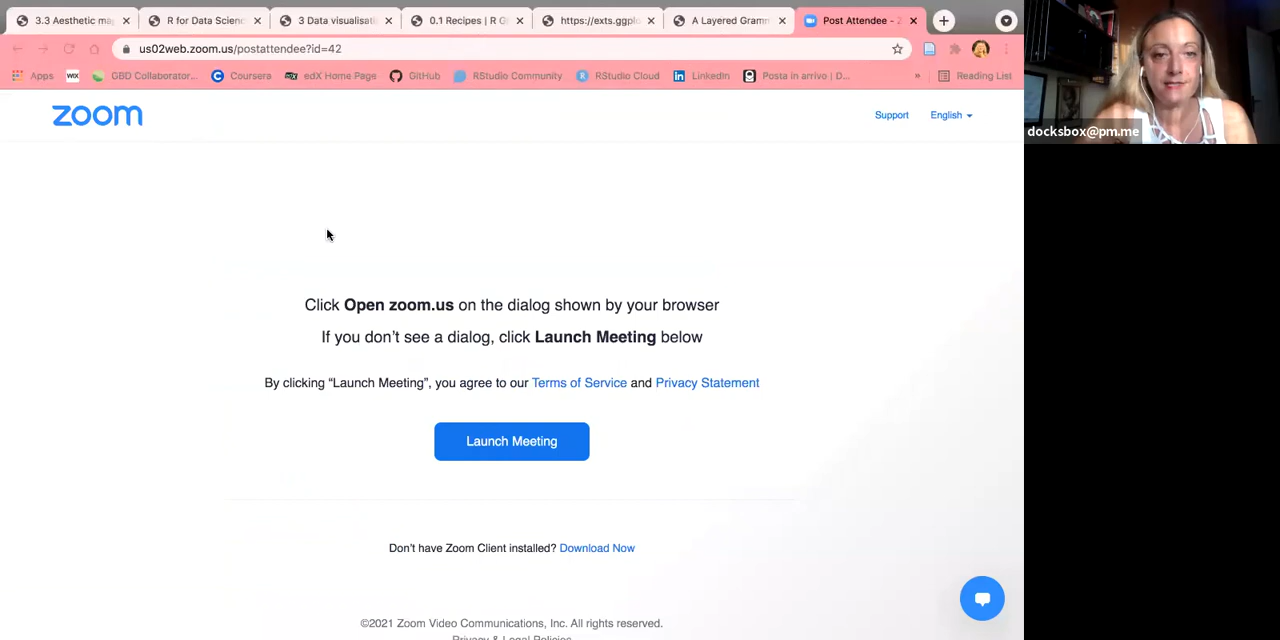 3.3 Aesthetic ma
R for Data Scienc
3 Data visualisati
0.1 Recipes | R G
https://exts.ggplo
A Layered Gramm
Post Attendee - Z
us02web.zoom.us/postattendee?id=42
Apps
WiX
GBD Collaborator...
Coursera
edX Home Page
GitHub
RStudio Community
RStudio Cloud
LinkedIn
Posta in arrivo | D...
»
Reading List
zoom
Support
English
docksbox@pm.me
Click Open zoom.us on the dialog shown by your browser
If you don't see a dialog, click Launch Meeting below
By clicking “Launch Meeting”, you agree to our Terms of Service and Privacy Statement
Launch Meeting
Don't have Zoom Client installed? Download Now
©2021 Zoom Video Communications, Inc. All rights reserved.
Privacy & Legal Policies